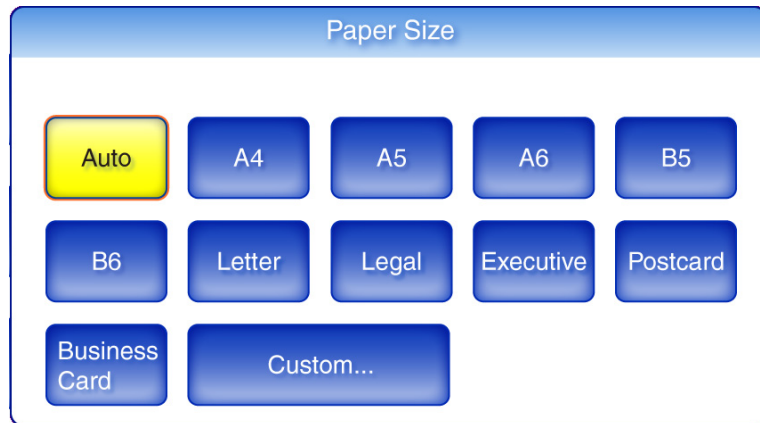 Paper Size
Auto
A4
A5
A6
B5
B6
Letter
Legal
Executive
Postcard
Business
Card
Custom...